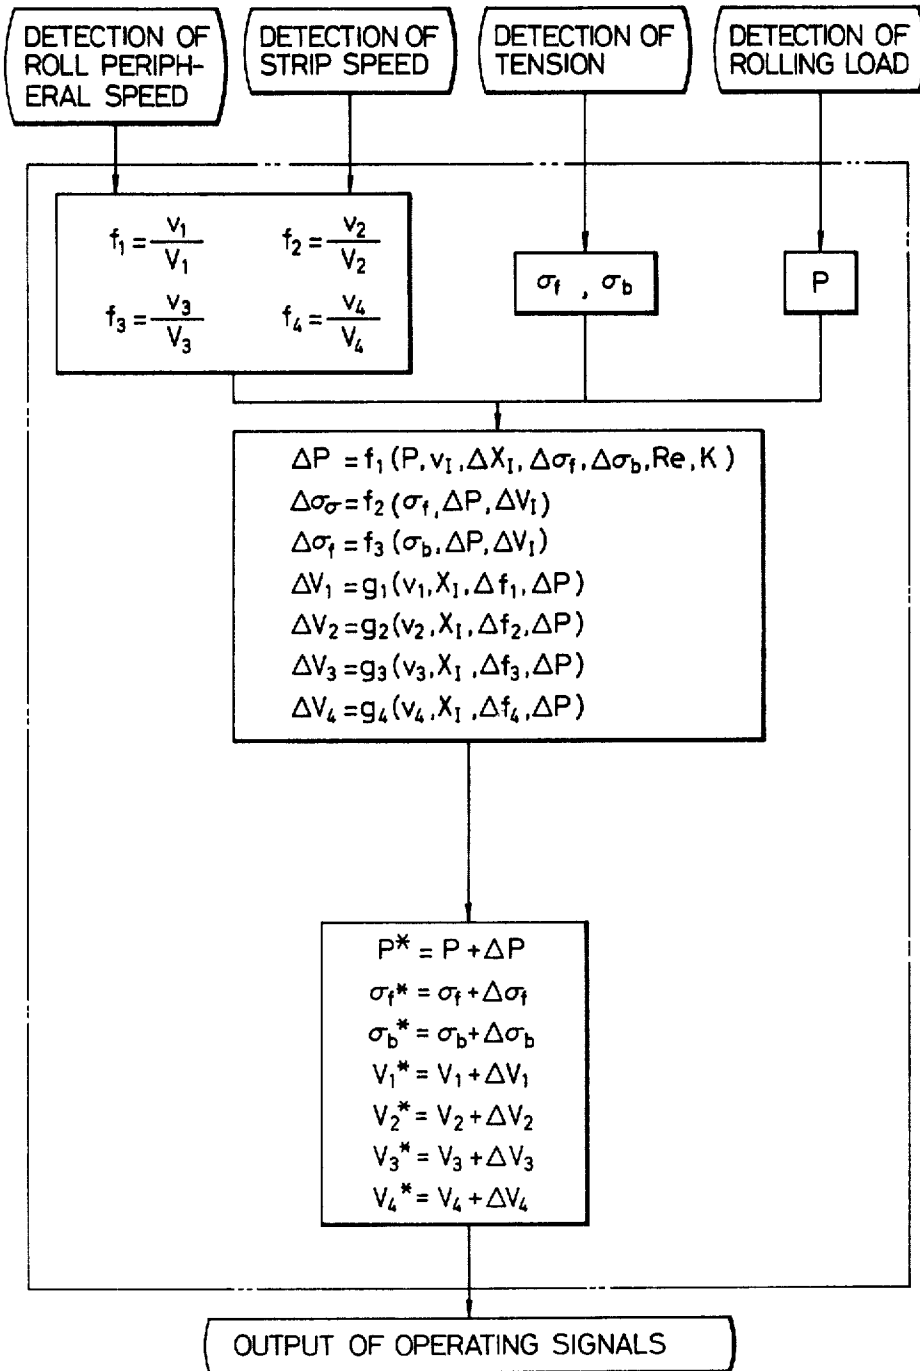 DETECTION OF
ROLL PERIPH-
ERAL SPEED
DETECTION OF
STRIP SPEED
DETECTION OF
TENSION
DETECTION OF
ROLLING LOAD
f₁ = v₁/V₁ f₂ = v₂/V₂
f₃ = v₃/V₃ f₄ = v₄/V₄
σf , σb
P
ΔP = f₁(P, vI, ΔXI, Δσf, Δσb, Re, K)
Δσσ = f₂(σf, ΔP, ΔVI)
Δσf = f₃(σb, ΔP, ΔVI)
ΔV₁ = g₁(v₁, XI, Δf₁, ΔP)
ΔV₂ = g₂(v₂, XI, Δf₂, ΔP)
ΔV₃ = g₃(v₃, XI, Δf₃, ΔP)
ΔV₄ = g₄(v₄, XI, Δf₄, ΔP)
P* = P + ΔP
σf* = σf + Δσf
σb* = σb + Δσb
V₁* = V₁ + ΔV₁
V₂* = V₂ + ΔV₂
V₃* = V₃ + ΔV₃
V₄* = V₄ + ΔV₄
OUTPUT OF OPERATING SIGNALS